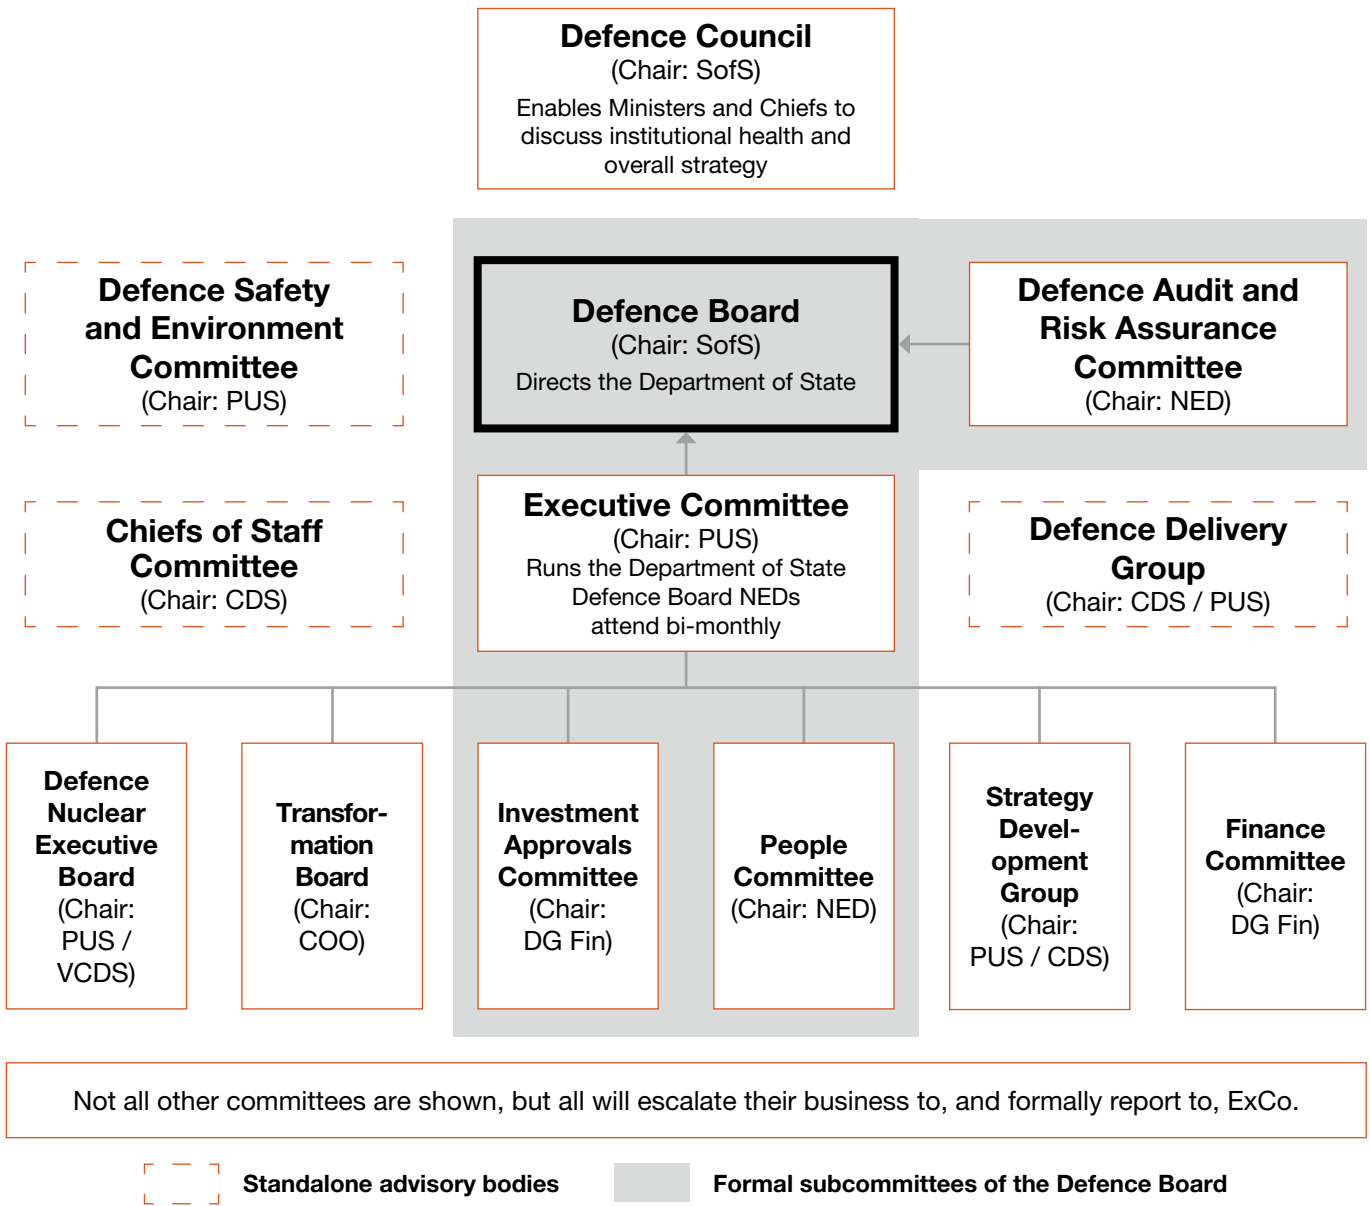 Defence Council
(Chair: SofS)
Enables Ministers and Chiefs to
discuss institutional health and
overall strategy
Defence Safety
and Environment
Committee
(Chair: PUS)
Defence Board
(Chair: SofS)
Directs the Department of State
Defence Audit and
Risk Assurance
Committee
(Chair: NED)
Chiefs of Staff
Committee
(Chair: CDS)
Executive Committee
(Chair: PUS)
Runs the Department of State
Defence Board NEDs
attend bi-monthly
Defence Delivery
Group
(Chair: CDS / PUS)
Defence
Nuclear
Executive
Board
(Chair:
PUS /
VCDS)
Transfor-
mation
Board
(Chair:
COO)
Investment
Approvals
Committee
(Chair:
DG Fin)
People
Committee
(Chair: NED)
Strategy
Devel-
opment
Group
(Chair:
PUS / CDS)
Finance
Committee
(Chair:
DG Fin)
Not all other committees are shown, but all will escalate their business to, and formally report to, ExCo.
Standalone advisory bodies
Formal subcommittees of the Defence Board